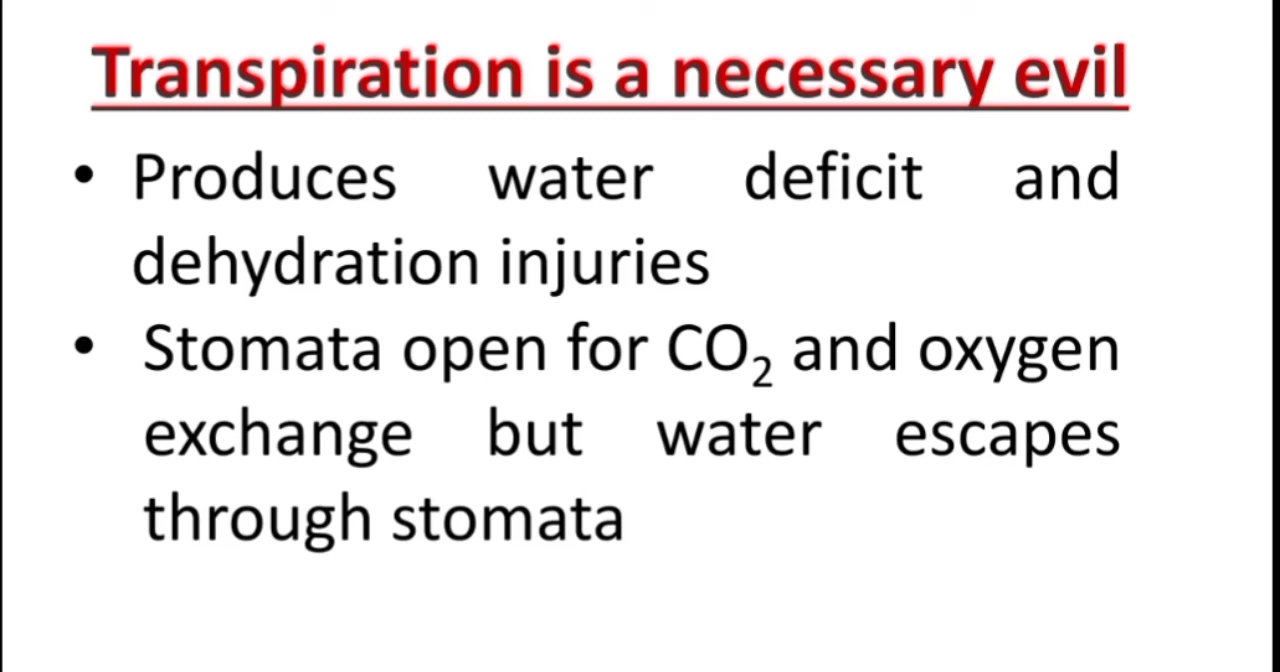 Transpiration is a necessary evil
• Produces water deficit and
dehydration injuries
• Stomata open for CO₂ and oxygen
exchange but water escapes
through stomata